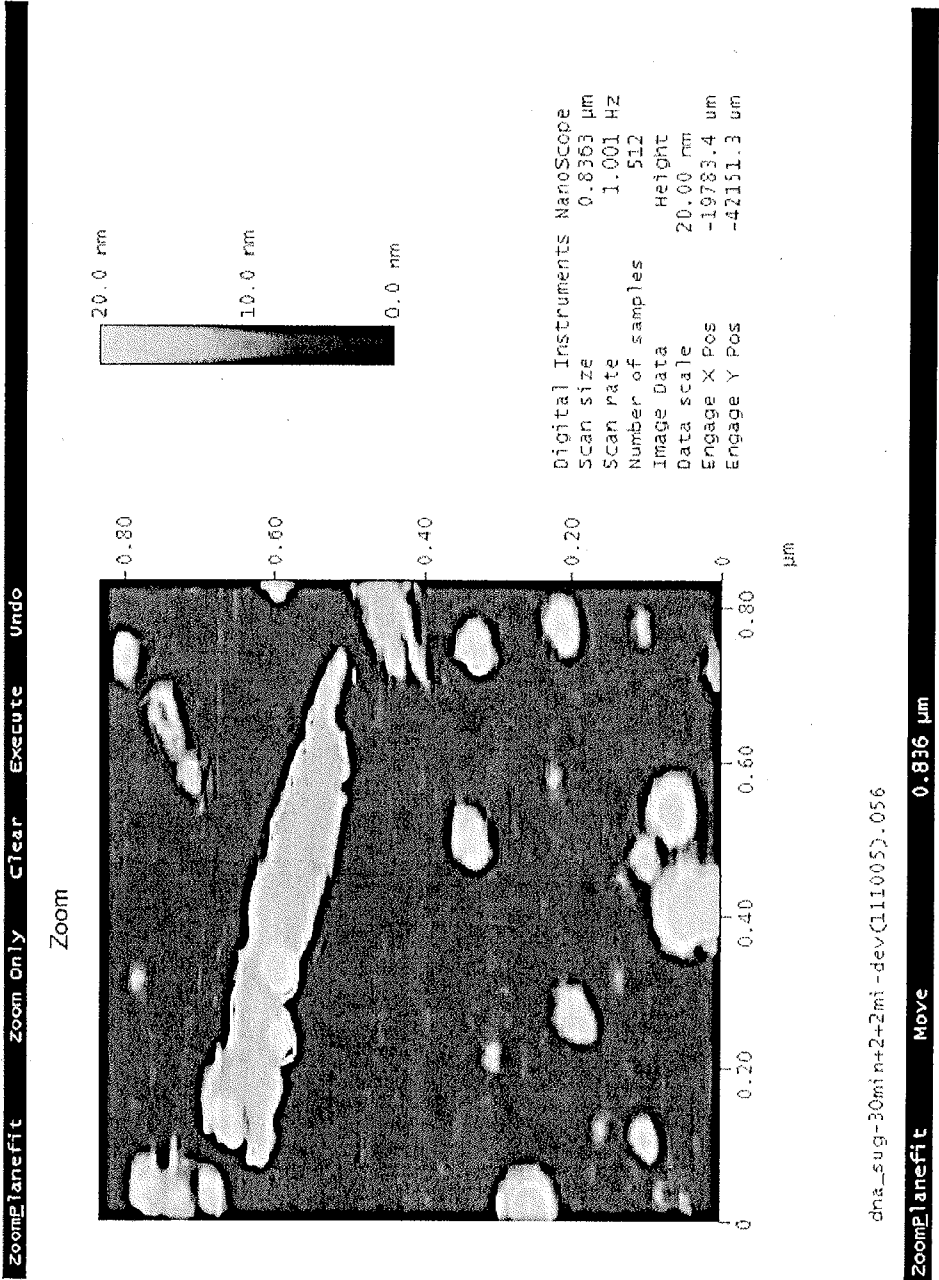 ZoomPlanefit Zoom Only Clear Execute Undo
Zoom
20.0 nm
10.0 nm
0.0 nm
0.80
0.60
0.40
0.20
0
0 0.20 0.40 0.60 0.80
µm
Digital Instruments NanoScope
Scan size 0.8363 µm
Scan rate 1.001 Hz
Number of samples 512
Image Data Height
Data scale 20.00 nm
Engage X Pos -19783.4 um
Engage Y Pos -42151.3 um
dna_sug-30min+2+2mi-dev(111005).056
ZoomPlanefit Move 0.836 µm